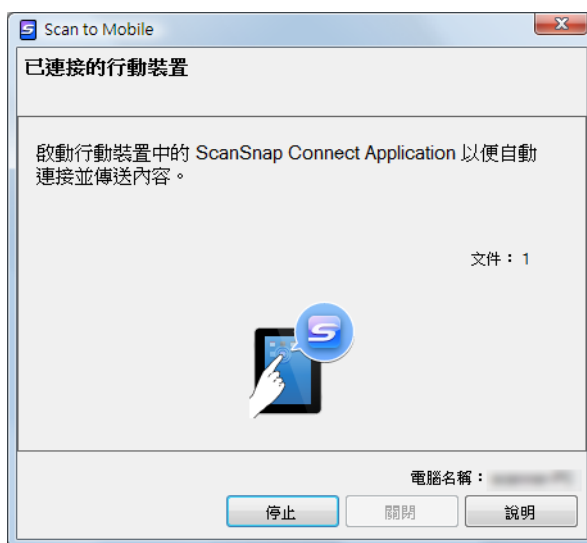 Scan to Mobile
已連接的行動裝置
啟動行動裝置中的 ScanSnap Connect Application 以便自動
連接並傳送內容。
文件： 1
電腦名稱：
停止
關閉
說明